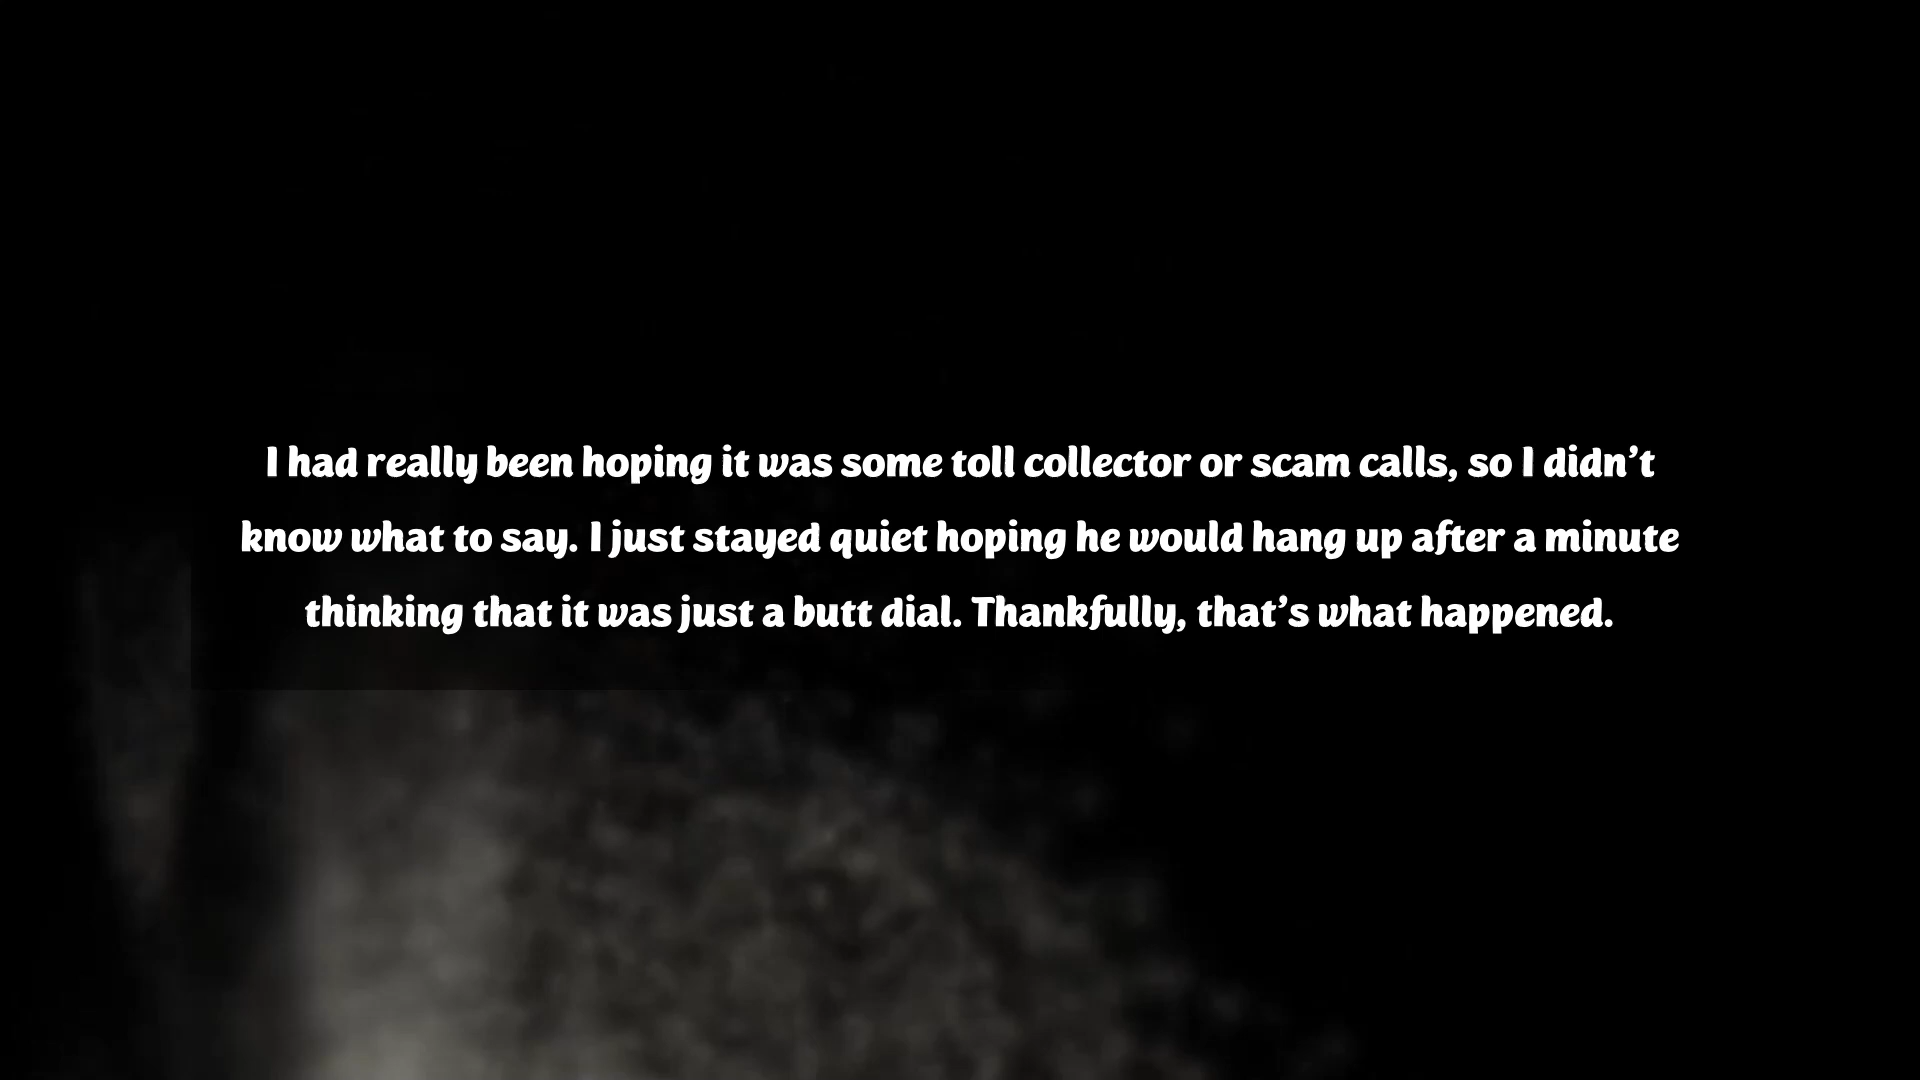 I had really been hoping it was some toll collector or scam calls, so I didn’t
know what to say. I just stayed quiet hoping he would hang up after a minute
thinking that it was just a butt dial. Thankfully, that’s what happened.